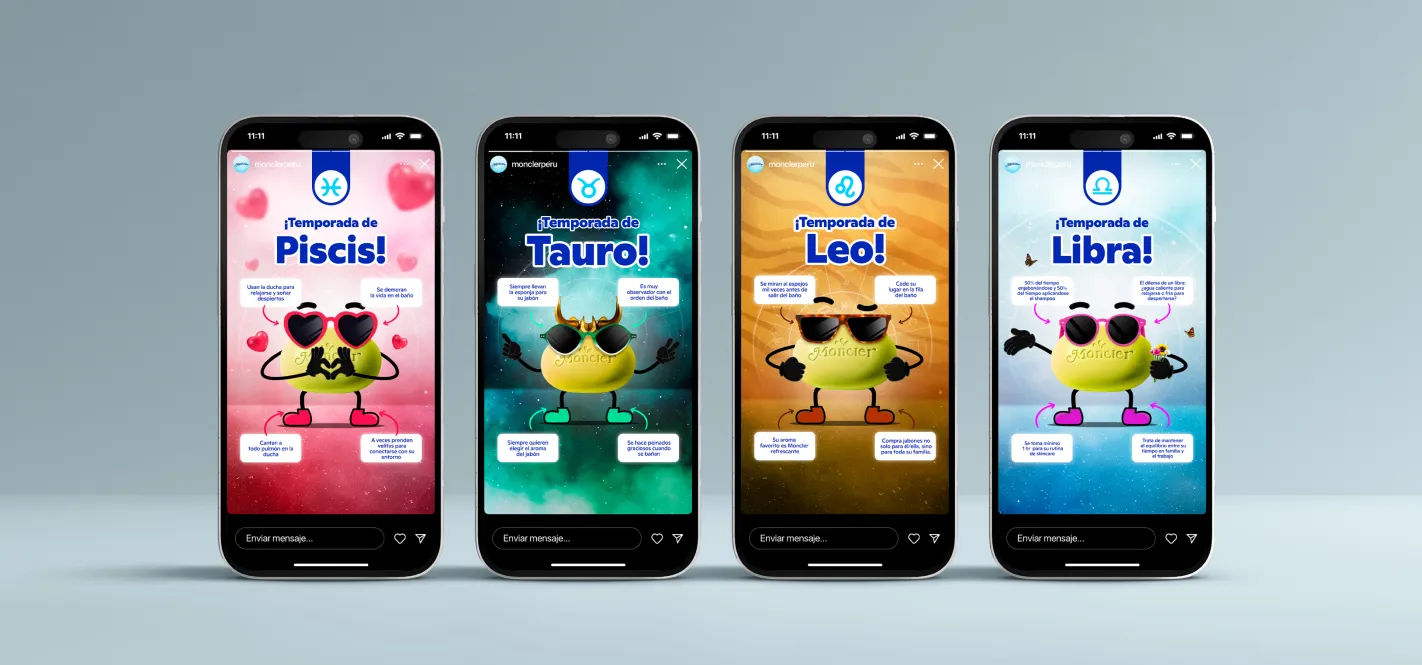 11:11
monclerperu
¡Temporada de
Piscis!
Usan la ducha para
relajarse y soñar
despiertos
Se demoran
la vida en el baño
Moncler
Cantan a
todo pulmón en la
ducha
A veces prenden
velitas para
conectarse con su
entorno
Enviar mensaje...
11:11
monclerperu
¡Temporada de
Tauro!
Siempre llevan
la esponja para
su jabón
Es muy
observador con el
orden del baño
Moncler
Siempre quieren
elegir el aroma
del jabón
Se hace peinados
graciosos cuando
se bañan
Enviar mensaje...
11:11
monclerperu
¡Temporada de
Leo!
Se miran al espejos
mil veces antes de
salir del baño
Cede su
lugar en la fila
del baño
Moncler
Su aroma
favorito es Moncler
refrescante
Compra jabones no
solo para él/ella, sino
para toda su familia.
Enviar mensaje...
11:11
monclerperu
¡Temporada de
Libra!
50% del tiempo
enjabonándose y 50%
del tiempo aplicándose
el shampoo
El dilema de un libra:
¿agua caliente para
relajarse o fría para
despertarse?
Moncler
Se toma mínimo
1 hr para su rutina
de skincare
Trata de mantener
el equilibrio entre su
tiempo en familia y
el trabajo
Enviar mensaje...